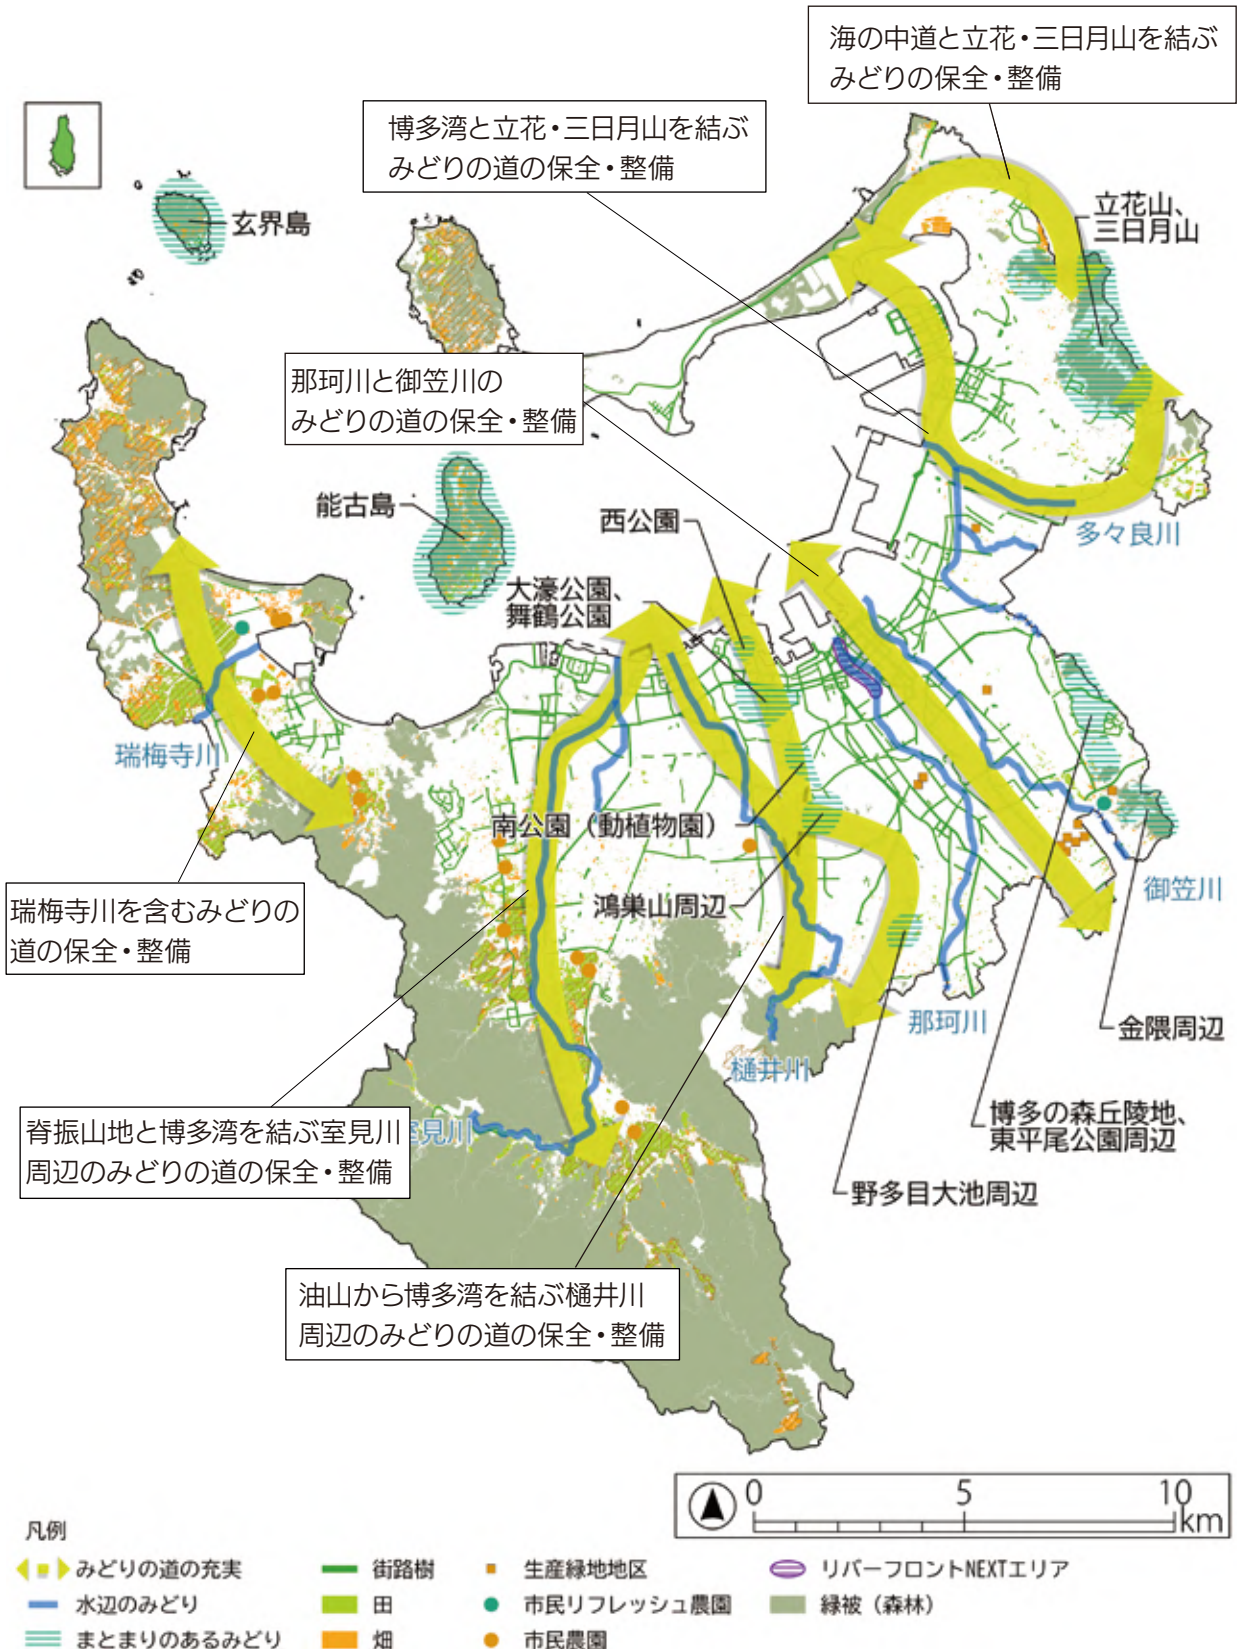 海の中道と立花・三日月山を結ぶ
みどりの保全・整備
博多湾と立花・三日月山を結ぶ
みどりの道の保全・整備
立花山、
三日月山
玄界島
那珂川と御笠川の
みどりの道の保全・整備
能古島
西公園
多々良川
大濠公園、
舞鶴公園
瑞梅寺川
南公園（動植物園）
御笠川
鴻巣山周辺
瑞梅寺川を含むみどりの
道の保全・整備
那珂川
金隈周辺
樋井川
博多の森丘陵地、
東平尾公園周辺
脊振山地と博多湾を結ぶ室見川
周辺のみどりの道の保全・整備
室見川
野多目大池周辺
油山から博多湾を結ぶ樋井川
周辺のみどりの道の保全・整備
0 5 10
km
凡例
みどりの道の充実
水辺のみどり
まとまりのあるみどり
街路樹
田
畑
生産緑地地区
市民リフレッシュ農園
市民農園
リバーフロントNEXTエリア
緑被（森林）